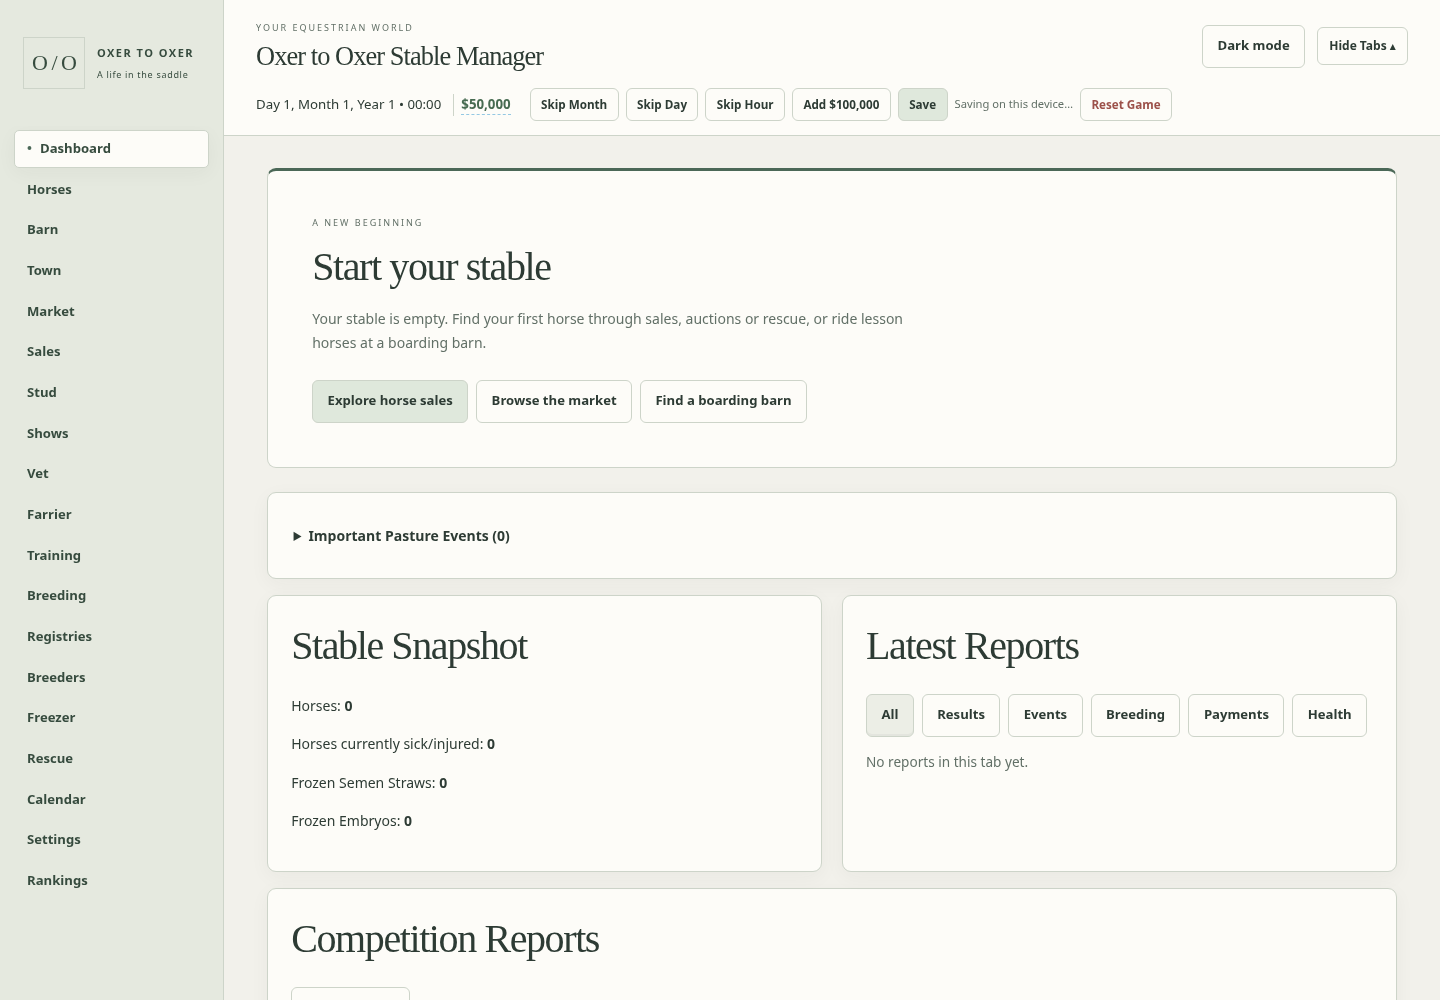 O/O
OXER TO OXER
A life in the saddle
• Dashboard
Horses
Barn
Town
Market
Sales
Stud
Shows
Vet
Farrier
Training
Breeding
Registries
Breeders
Freezer
Rescue
Calendar
Settings
Rankings
YOUR EQUESTRIAN WORLD
Oxer to Oxer Stable Manager
Dark mode
Hide Tabs ▴
Day 1, Month 1, Year 1 • 00:00
$50,000
Skip Month
Skip Day
Skip Hour
Add $100,000
Save
Saving on this device...
Reset Game
A NEW BEGINNING
Start your stable
Your stable is empty. Find your first horse through sales, auctions or rescue, or ride lesson
horses at a boarding barn.
Explore horse sales
Browse the market
Find a boarding barn
▶ Important Pasture Events (0)
Stable Snapshot
Horses: 0
Horses currently sick/injured: 0
Frozen Semen Straws: 0
Frozen Embryos: 0
Latest Reports
All
Results
Events
Breeding
Payments
Health
No reports in this tab yet.
Competition Reports